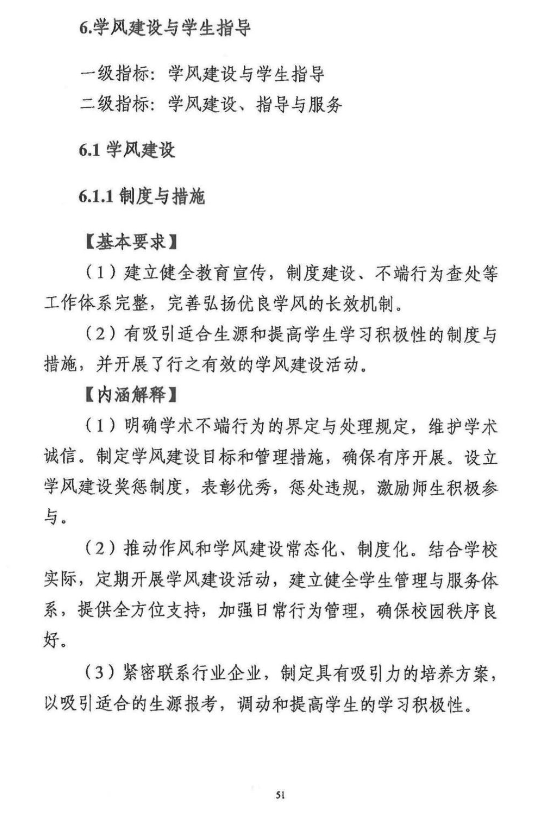 6.学风建设与学生指导
一级指标：学风建设与学生指导
二级指标：学风建设、指导与服务
6.1 学风建设
6.1.1 制度与措施
【基本要求】
（1）建立健全教育宣传，制度建设、不端行为查处等
工作体系完整，完善弘扬优良学风的长效机制。
（2）有吸引适合生源和提高学生学习积极性的制度与
措施，并开展了行之有效的学风建设活动。
【内涵解释】
（1）明确学术不端行为的界定与处理规定，维护学术
诚信。制定学风建设目标和管理措施，确保有序开展。设立
学风建设奖惩制度，表彰优秀，惩处违规，激励师生积极参
与。
（2）推动作风和学风建设常态化、制度化。结合学校
实际，定期开展学风建设活动，建立健全学生管理与服务体
系，提供全方位支持，加强日常行为管理，确保校园秩序良
好。
（3）紧密联系行业企业，制定具有吸引力的培养方案，
以吸引适合的生源报考，调动和提高学生的学习积极性。
51